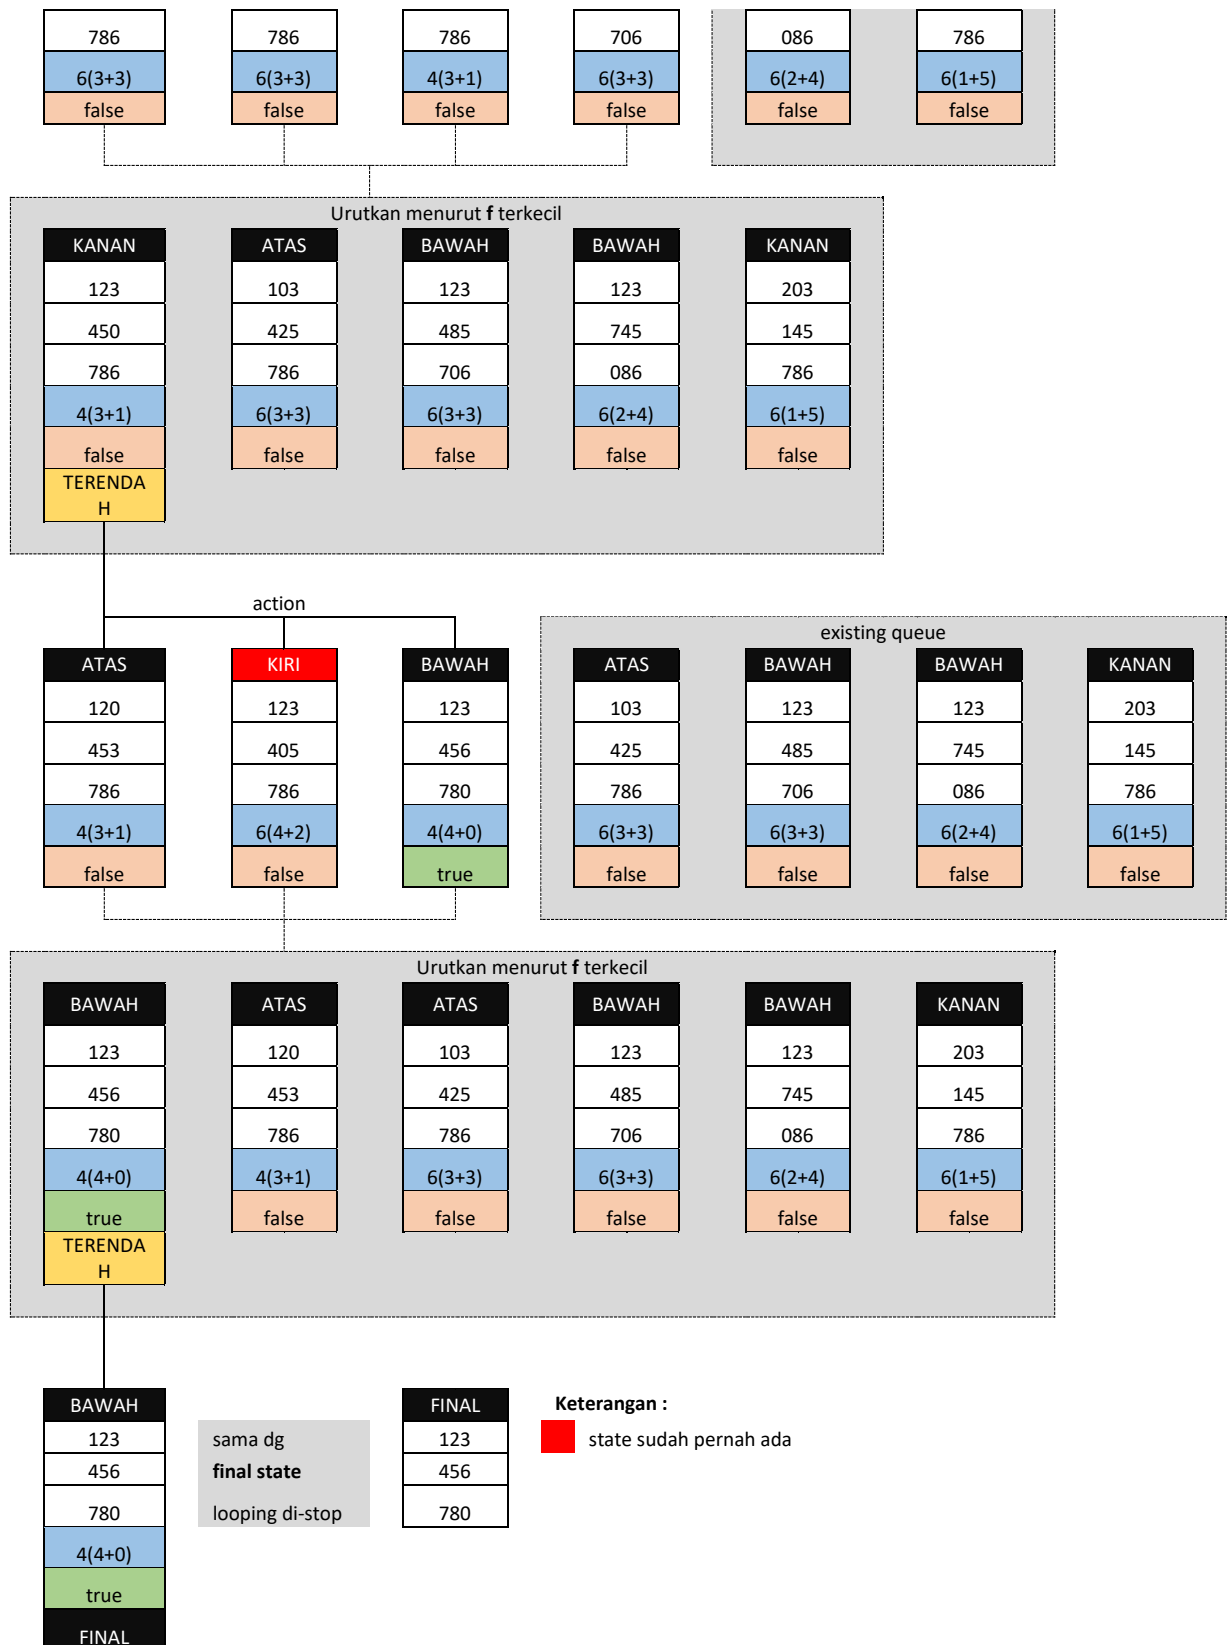 786 786 786 706 086 786
6(3+3) 6(3+3) 4(3+1) 6(3+3) 6(2+4) 6(1+5)
false false false false false false
Urutkan menurut f terkecil
KANAN ATAS BAWAH BAWAH KANAN
123 103 123 123 203
450 425 485 745 145
786 786 706 086 786
4(3+1) 6(3+3) 6(3+3) 6(2+4) 6(1+5)
false false false false false
TERENDA
H
action
existing queue
ATAS KIRI BAWAH ATAS BAWAH BAWAH KANAN
120 123 123 103 123 123 203
453 405 456 425 485 745 145
786 786 780 786 706 086 786
4(3+1) 6(4+2) 4(4+0) 6(3+3) 6(3+3) 6(2+4) 6(1+5)
false false true false false false false
Urutkan menurut f terkecil
BAWAH ATAS ATAS BAWAH BAWAH KANAN
123 120 103 123 123 203
456 453 425 485 745 145
780 786 786 706 086 786
4(4+0) 4(3+1) 6(3+3) 6(3+3) 6(2+4) 6(1+5)
true false false false false false
TERENDA
H
BAWAH FINAL Keterangan :
123 sama dg 123 state sudah pernah ada
456 final state 456
780 looping di-stop 780
4(4+0)
true
FINAL